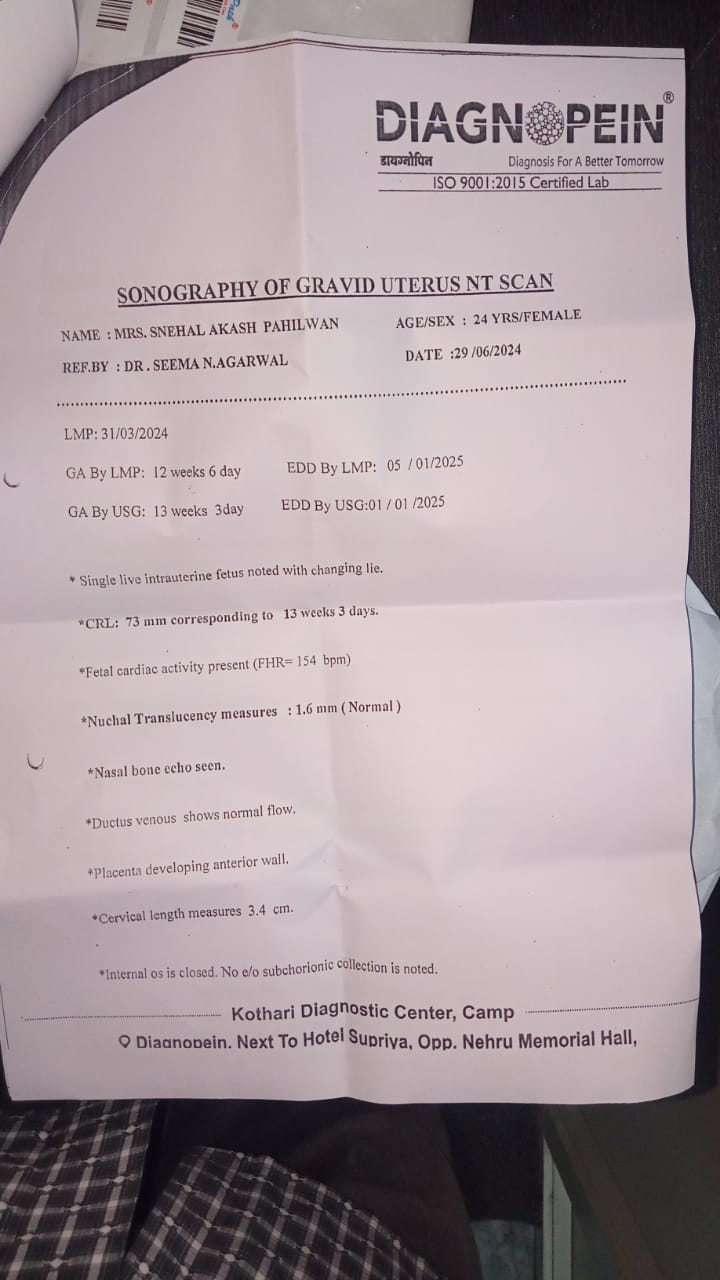 DIAGNOPEIN®
डायग्नोपिन Diagnosis For A Better Tomorrow
ISO 9001:2015 Certified Lab
SONOGRAPHY OF GRAVID UTERUS NT SCAN
NAME : MRS. SNEHAL AKASH PAHILWAN AGE/SEX : 24 YRS/FEMALE
REF.BY : DR . SEEMA N.AGARWAL DATE :29 /06/2024
LMP: 31/03/2024
GA By LMP: 12 weeks 6 day EDD By LMP: 05 / 01/2025
GA By USG: 13 weeks 3day EDD By USG:01 / 01 /2025
* Single live intrauterine fetus noted with changing lie.
*CRL: 73 mm corresponding to 13 weeks 3 days.
*Fetal cardiac activity present (FHR= 154 bpm)
*Nuchal Translucency measures : 1.6 mm ( Normal )
*Nasal bone echo seen.
*Ductus venous shows normal flow.
*Placenta developing anterior wall.
*Cervical length measures 3.4 cm.
*Internal os is closed. No e/o subchorionic collection is noted.
Kothari Diagnostic Center, Camp
Diagnopein. Next To Hotel Supriya, Opp. Nehru Memorial Hall,